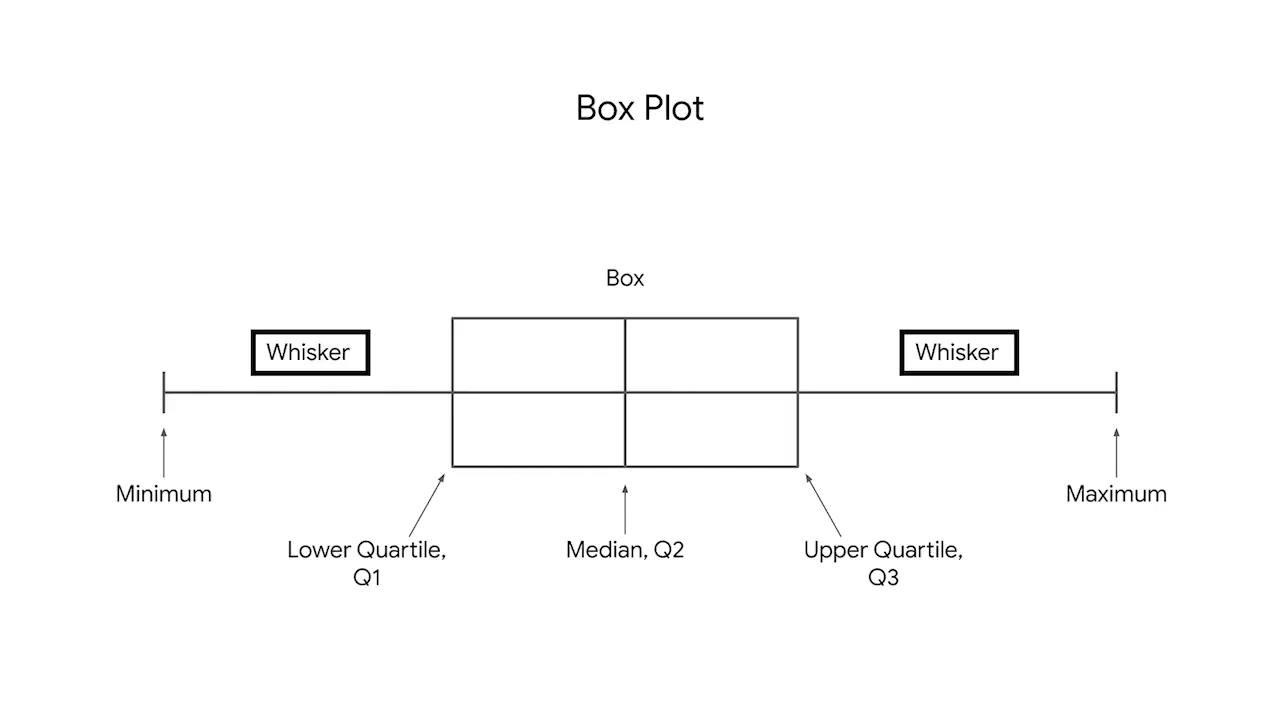 Box Plot
Box
Whisker
Whisker
Minimum
Maximum
Lower Quartile,
Q1
Median, Q2
Upper Quartile,
Q3